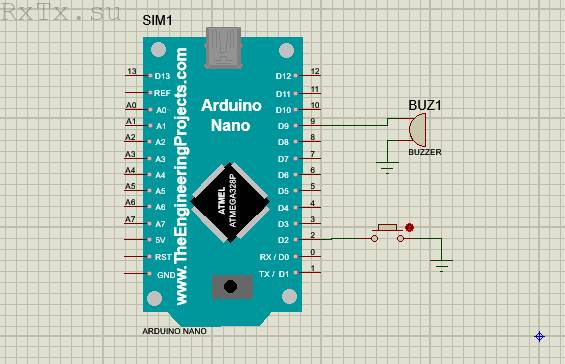 RxTx.su
SIM1
Arduino
Nano
www.TheEngineeringProjects.com
ATMEL
ATMEGA328P
13 D13
REF
A0 A0
A1 A1
A2 A2
A3 A3
A4 A4
A5 A5
A6 A6
A7 A7
5V
RST
GND
D12 12
D11 11
D10 10
D9 9
D8 8
D7 7
D6 6
D5 5
D4 4
D3 3
D2 2
RX / D0 0
TX / D1 1
ARDUINO NANO
BUZ1
BUZZER